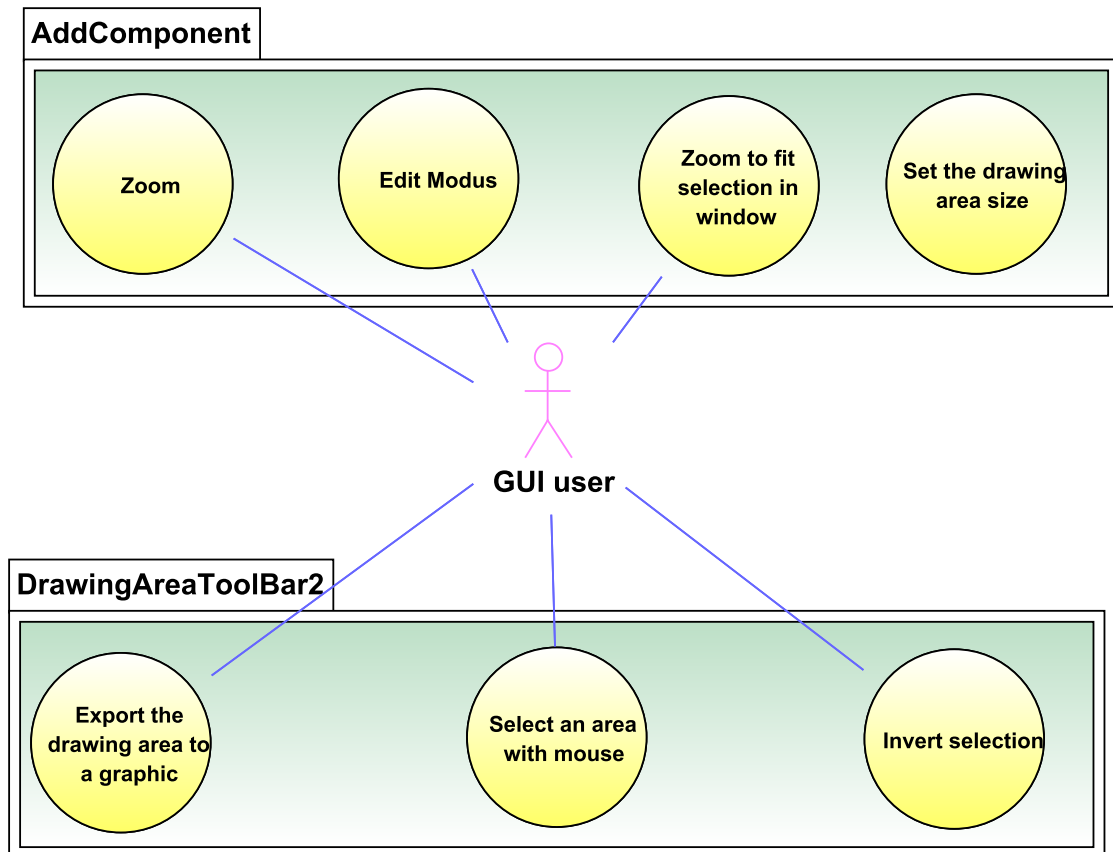 AddComponent
Zoom
Edit Modus
Zoom to fit
selection in
window
Set the drawing
area size
GUI user
DrawingAreaToolBar2
Export the
drawing area to
a graphic
Select an area
with mouse
Invert selection